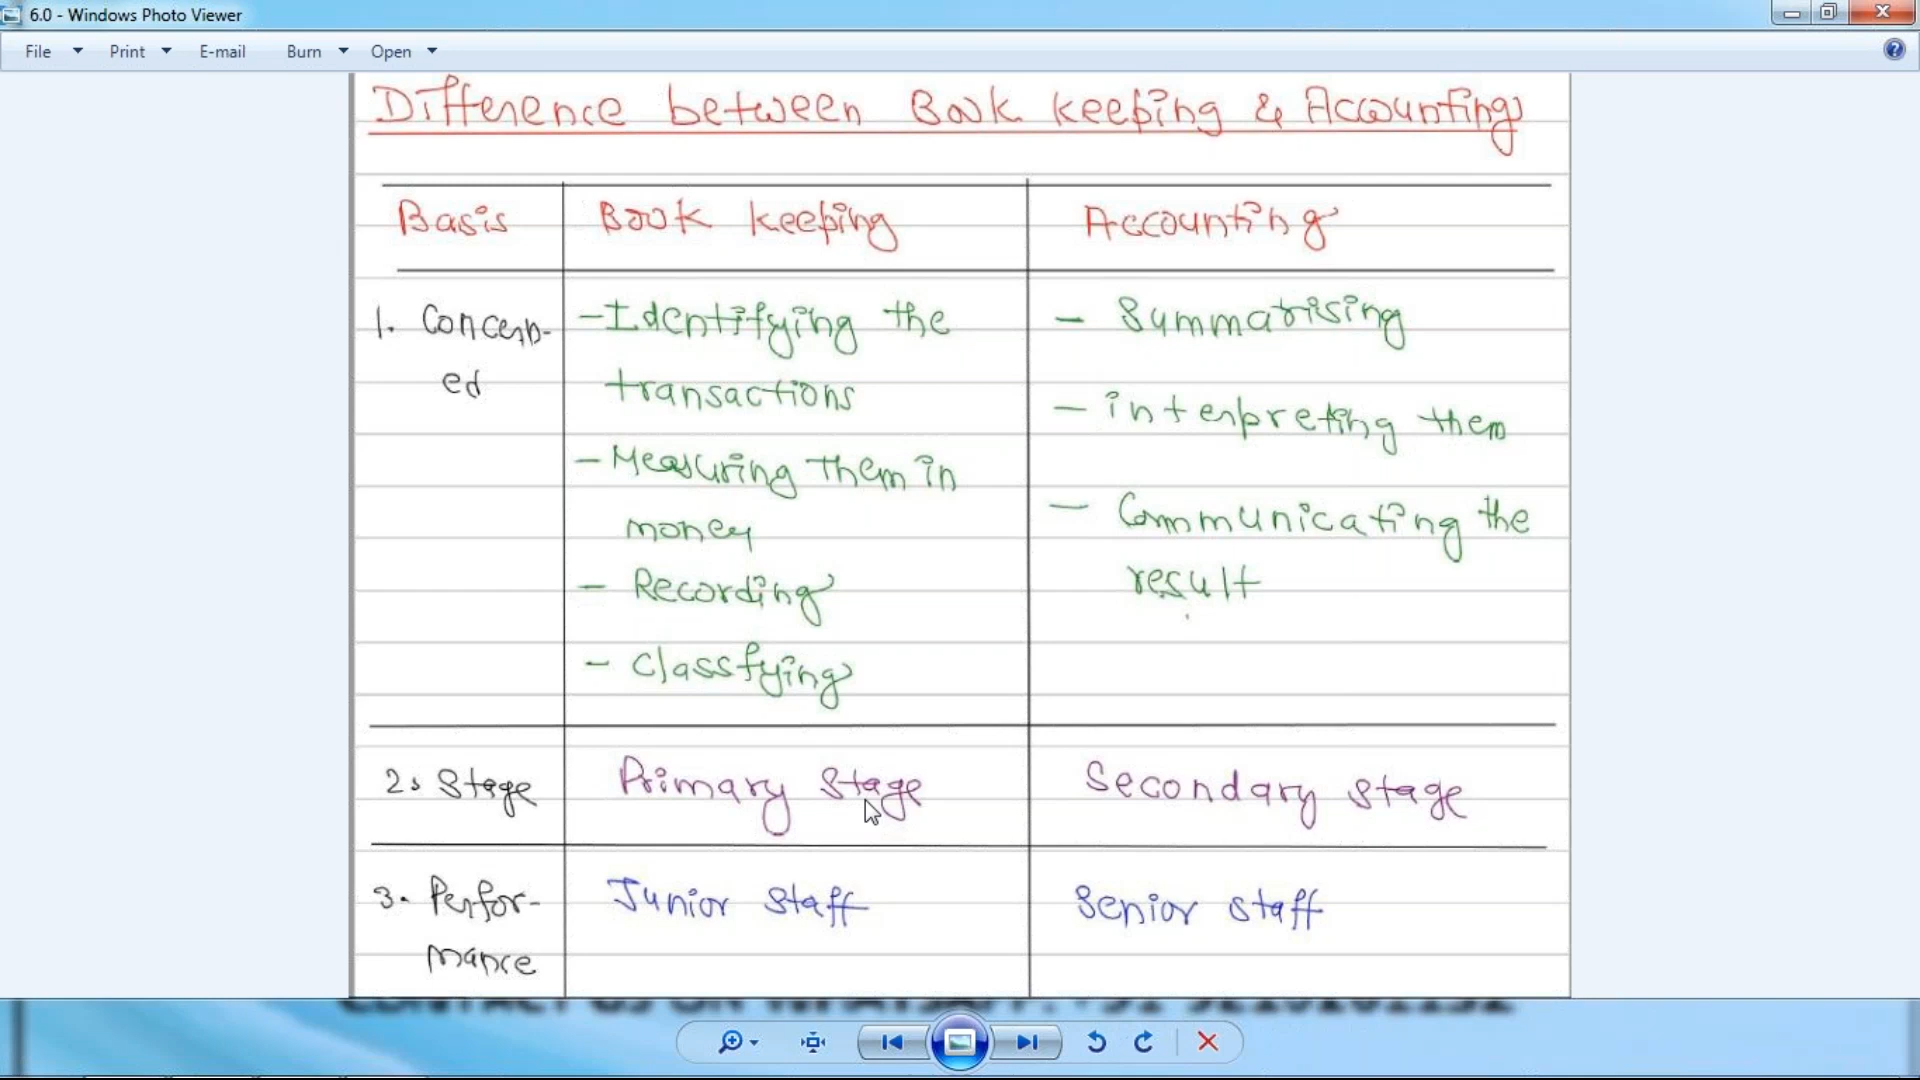 6.0 - Windows Photo Viewer
File Print E-mail Burn Open
Difference between Book keeping & Accounting
Basis Book keeping Accounting
1. Concern- - Identifying the - Summarising
ed transactions - interpreting them
- Measuring them in - Communicating the
money result
- Recording
- Classfying
2. Stage Primary Stage Secondary stage
3. Perfor- Junior Staff Senior staff
mance